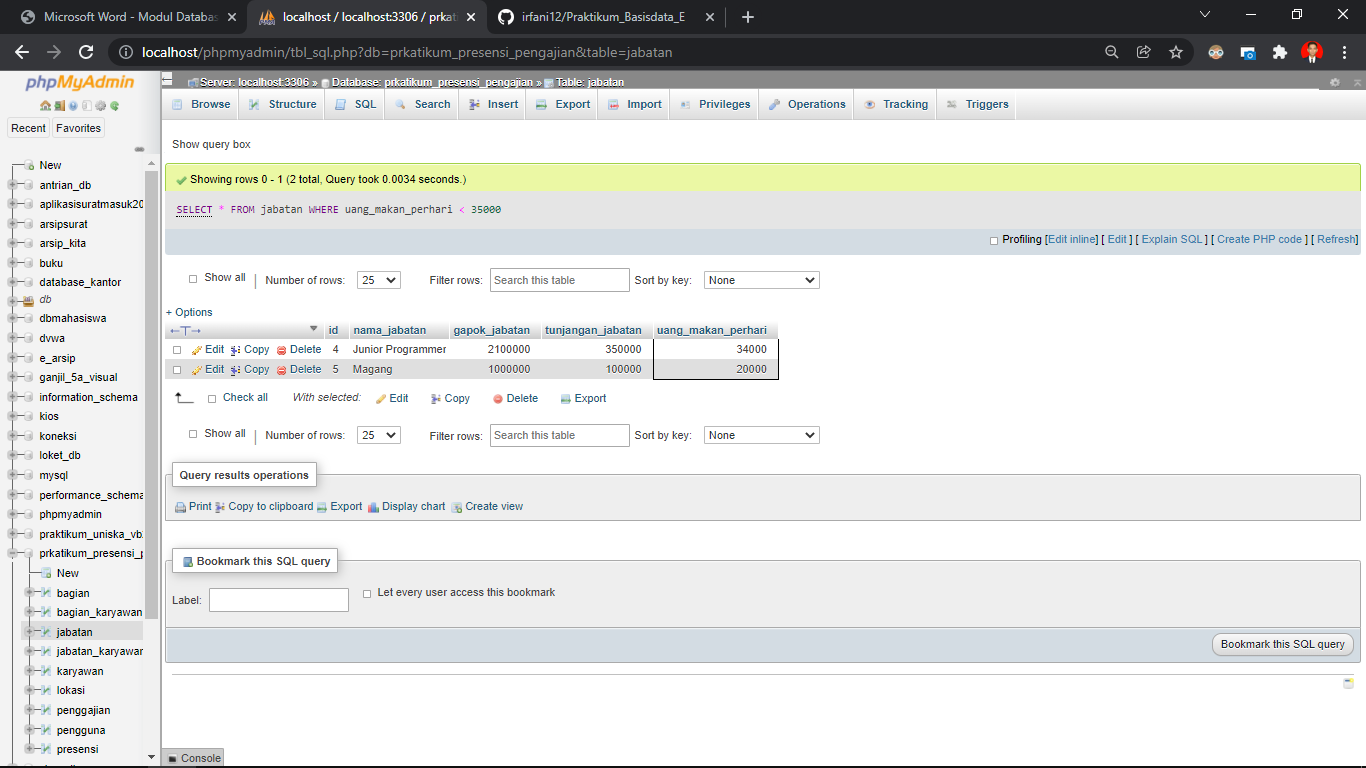 Microsoft Word - Modul Databas
localhost / localhost:3306 / prkati
irfani12/Praktikum_Basisdata_E
localhost/phpmyadmin/tbl_sql.php?db=prkatikum_presensi_pengajian&table=jabatan
phpMyAdmin
Recent Favorites
New
antrian_db
aplikasisuratmasuk20
arsipsurat
arsip_kita
buku
database_kantor
db
dbmahasiswa
dvwa
e_arsip
ganjil_5a_visual
information_schema
kios
koneksi
loket_db
mysql
performance_schema
phpmyadmin
praktikum_uniska_vb
prkatikum_presensi_p
New
bagian
bagian_karyawan
jabatan
jabatan_karyawan
karyawan
lokasi
penggajian
pengguna
presensi
Server: localhost:3306 » Database: prkatikum_presensi_pengajian » Table: jabatan
Browse Structure SQL Search Insert Export Import Privileges Operations Tracking Triggers
Show query box
Showing rows 0 - 1 (2 total, Query took 0.0034 seconds.)
SELECT * FROM jabatan WHERE uang_makan_perhari < 35000
Profiling [Edit inline] [ Edit ] [ Explain SQL ] [ Create PHP code ] [ Refresh]
Show all | Number of rows: 25 Filter rows: Search this table Sort by key: None
+ Options
←T→ ▼ id nama_jabatan gapok_jabatan tunjangan_jabatan uang_makan_perhari
Edit Copy Delete 4 Junior Programmer 2100000 350000 34000
Edit Copy Delete 5 Magang 1000000 100000 20000
Check all With selected: Edit Copy Delete Export
Show all | Number of rows: 25 Filter rows: Search this table Sort by key: None
Query results operations
Print Copy to clipboard Export Display chart Create view
Bookmark this SQL query
Label: Let every user access this bookmark
Bookmark this SQL query
Console